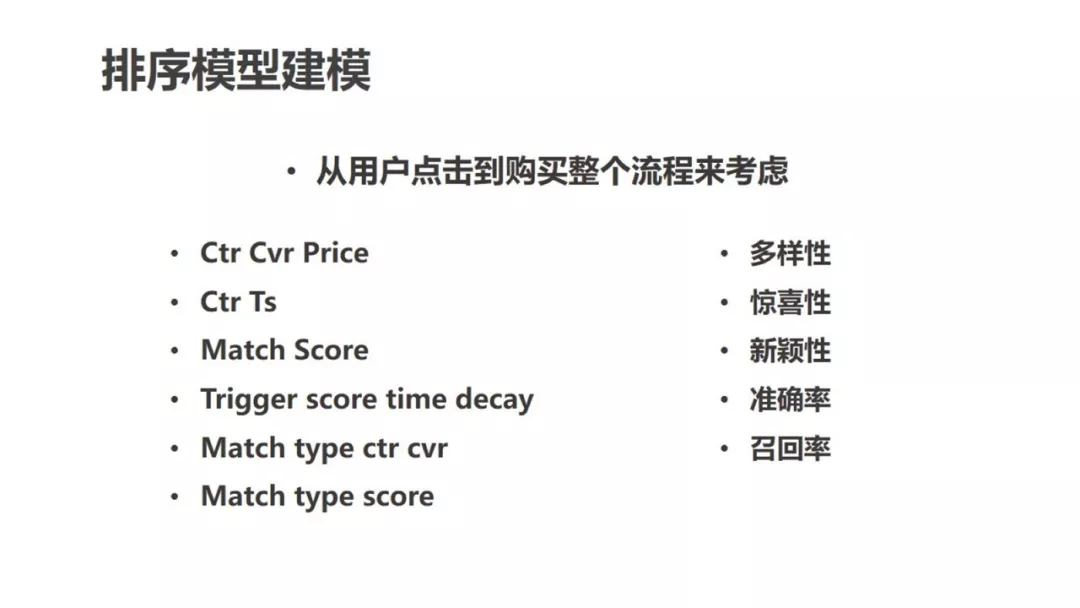 排序模型建模
• 从用户点击到购买整个流程来考虑
• Ctr Cvr Price
• Ctr Ts
• Match Score
• Trigger score time decay
• Match type ctr cvr
• Match type score
• 多样性
• 惊喜性
• 新颖性
• 准确率
• 召回率